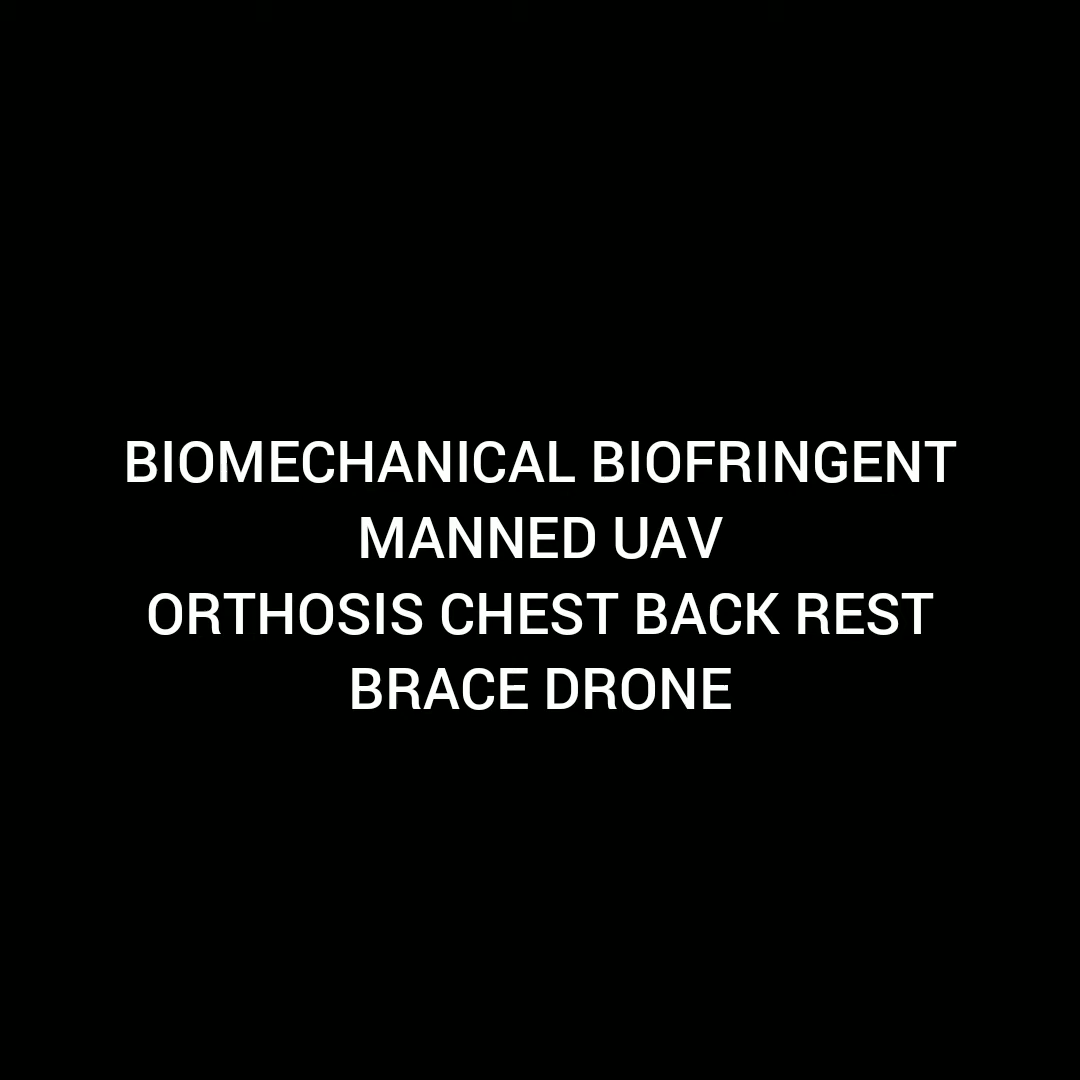 BIOMECHANICAL BIOFRINGENT
MANNED UAV
ORTHOSIS CHEST BACK REST
BRACE DRONE